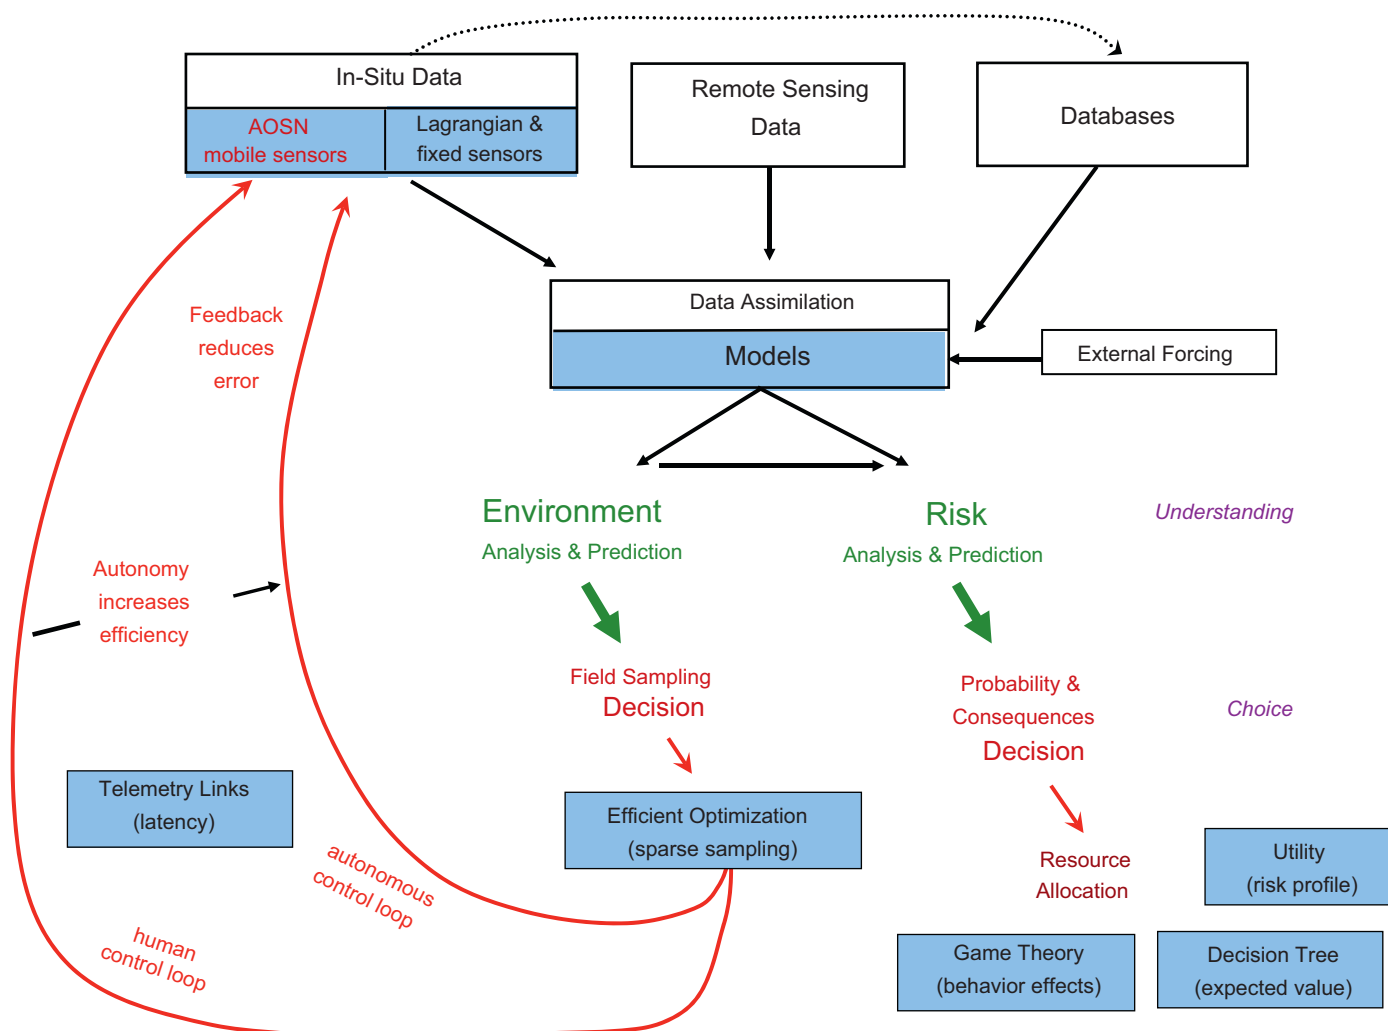 In-Situ Data
AOSN
mobile sensors
Lagrangian &
fixed sensors
Remote Sensing
Data
Databases
Data Assimilation
Models
External Forcing
Feedback
reduces
error
Environment
Analysis & Prediction
Risk
Analysis & Prediction
Understanding
Autonomy
increases
efficiency
Field Sampling
Decision
Probability &
Consequences
Decision
Choice
Telemetry Links
(latency)
Efficient Optimization
(sparse sampling)
autonomous
control loop
human
control loop
Resource
Allocation
Utility
(risk profile)
Game Theory
(behavior effects)
Decision Tree
(expected value)